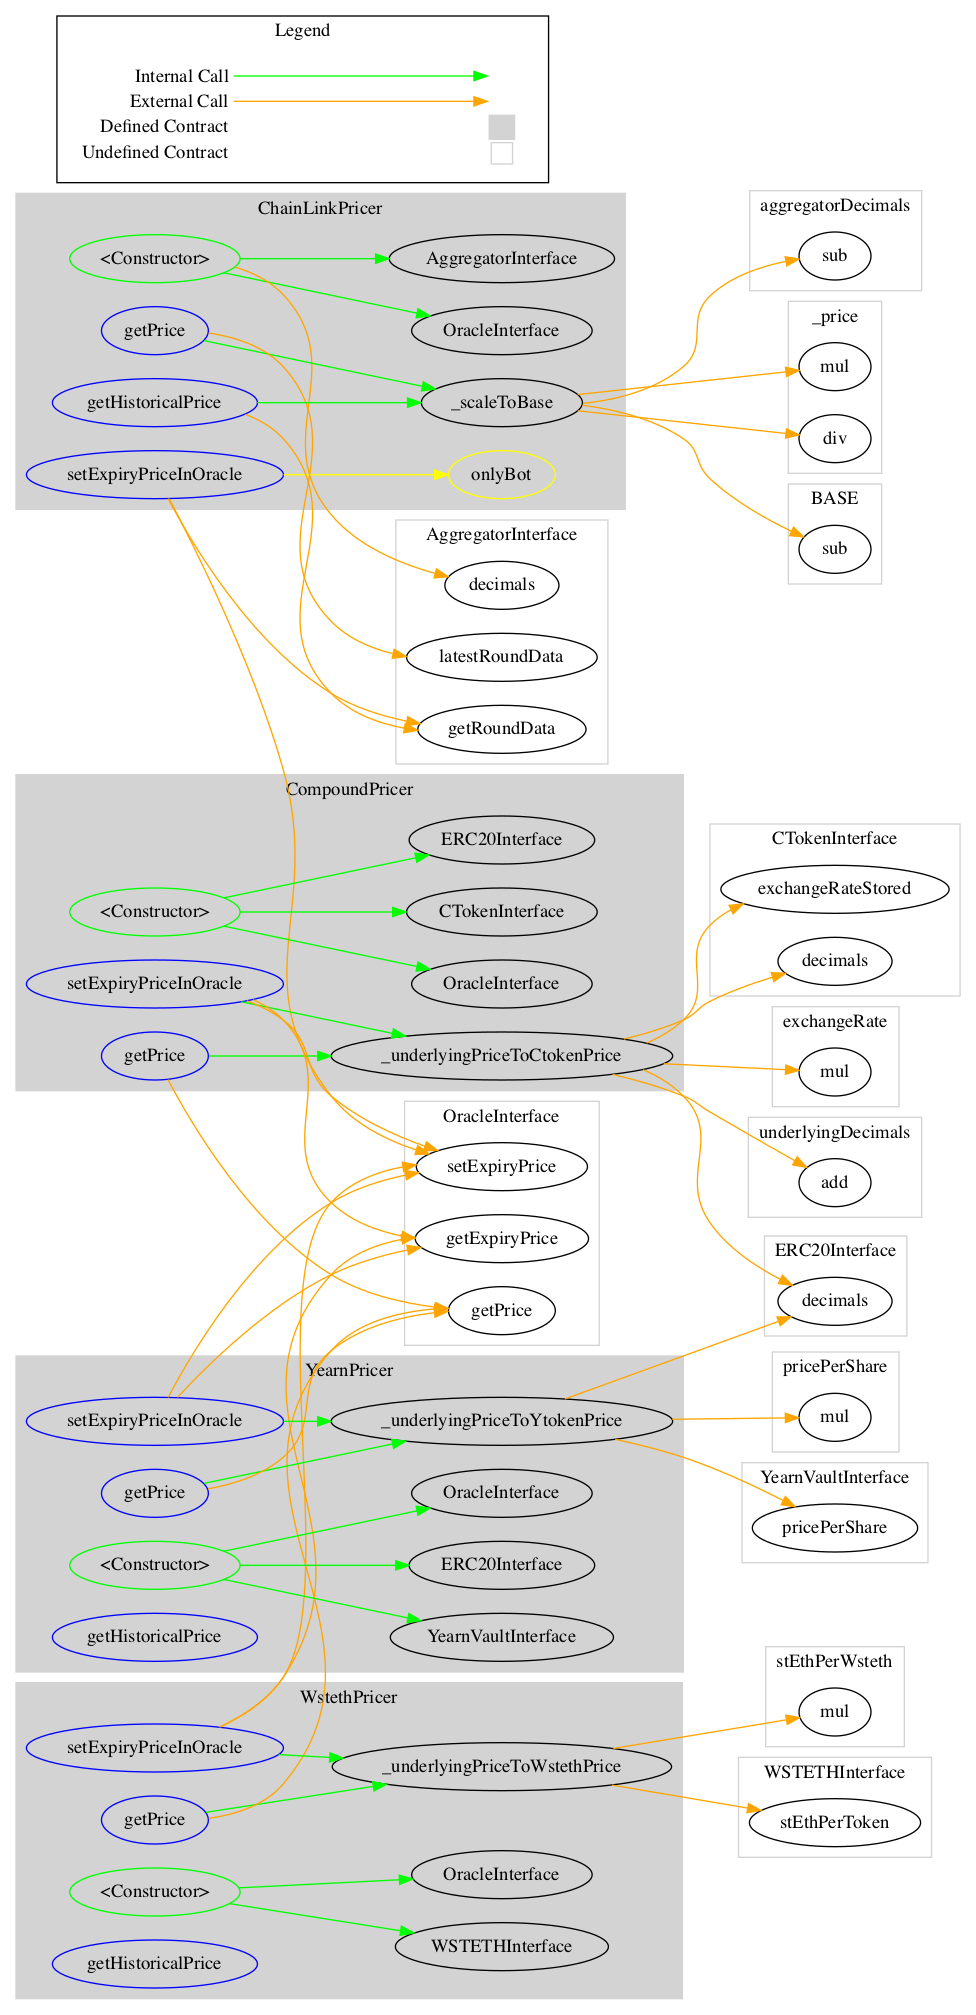 Legend
Internal Call
External Call
Defined Contract
Undefined Contract
ChainLinkPricer
<Constructor>
AggregatorInterface
getPrice
OracleInterface
getHistoricalPrice
_scaleToBase
setExpiryPriceInOracle
onlyBot
aggregatorDecimals
sub
_price
mul
div
BASE
sub
AggregatorInterface
decimals
latestRoundData
getRoundData
CompoundPricer
ERC20Interface
<Constructor>
CTokenInterface
setExpiryPriceInOracle
OracleInterface
getPrice
_underlyingPriceToCtokenPrice
CTokenInterface
exchangeRateStored
decimals
exchangeRate
mul
underlyingDecimals
add
OracleInterface
setExpiryPrice
getExpiryPrice
getPrice
ERC20Interface
decimals
YearnPricer
setExpiryPriceInOracle
_underlyingPriceToYtokenPrice
getPrice
OracleInterface
<Constructor>
ERC20Interface
getHistoricalPrice
YearnVaultInterface
pricePerShare
mul
YearnVaultInterface
pricePerShare
WstethPricer
setExpiryPriceInOracle
_underlyingPriceToWstethPrice
getPrice
<Constructor>
OracleInterface
getHistoricalPrice
WSTETHInterface
stEthPerWsteth
mul
WSTETHInterface
stEthPerToken